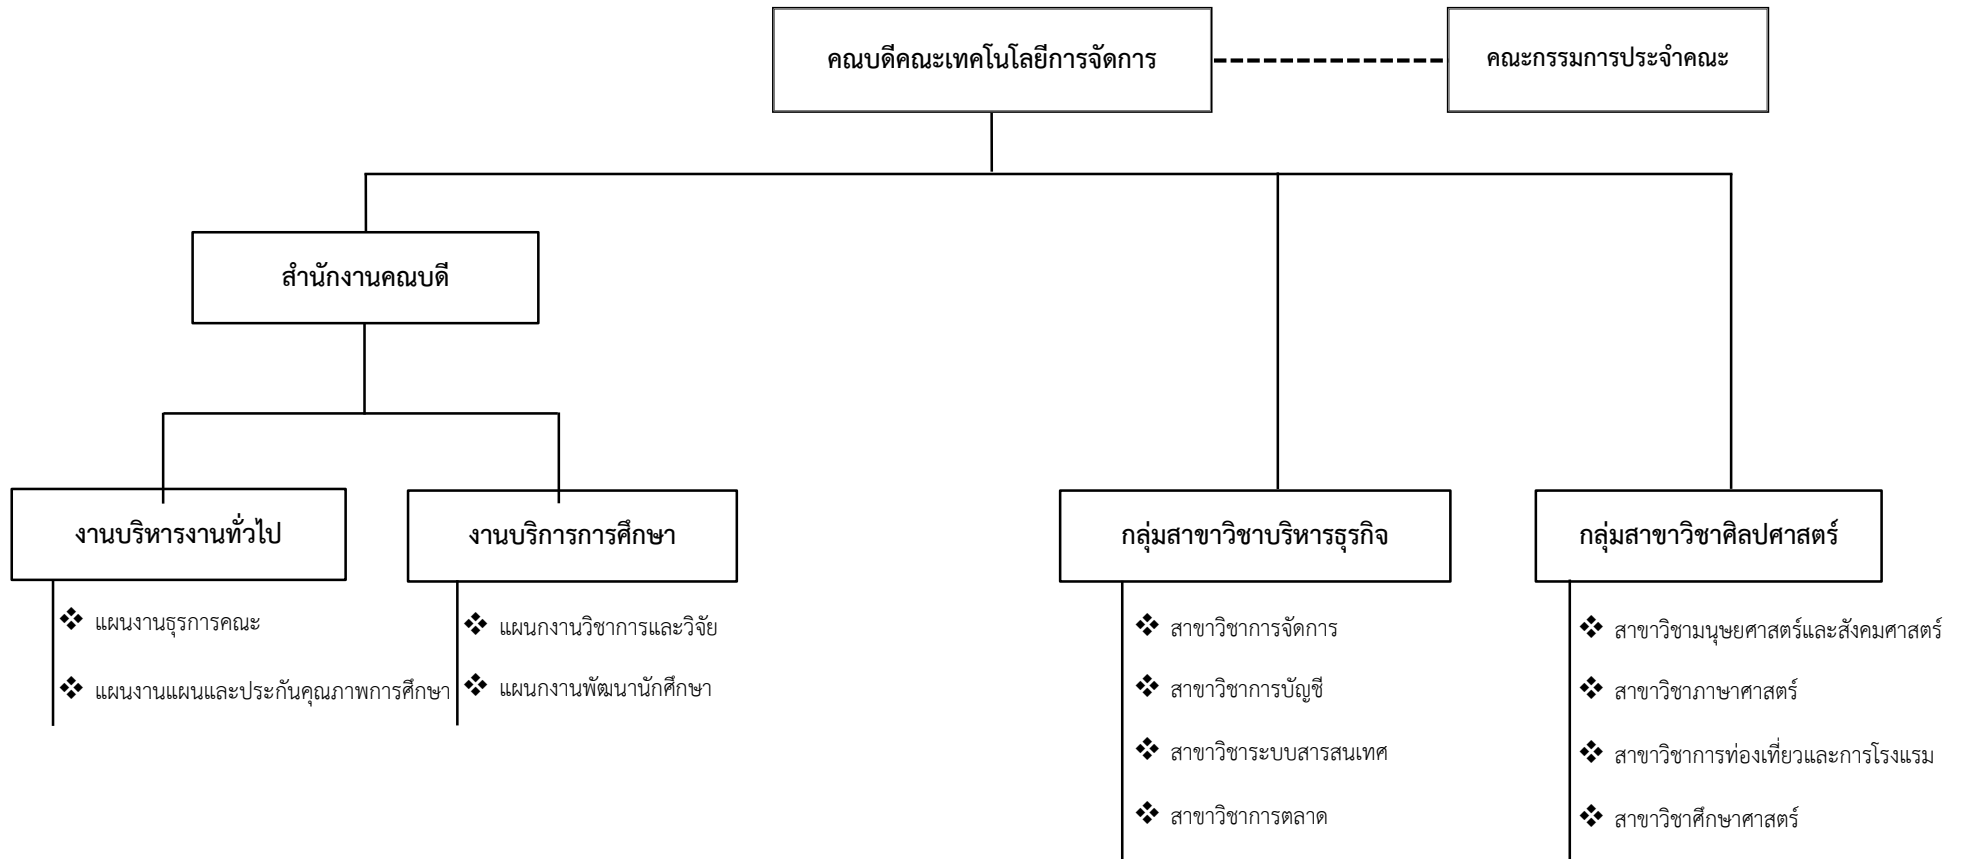 คณบดีคณะเทคโนโลยีการจัดการ
คณะกรรมการประจำคณะ
สำนักงานคณบดี
งานบริหารงานทั่วไป
งานบริการการศึกษา
กลุ่มสาขาวิชาบริหารธุรกิจ
กลุ่มสาขาวิชาศิลปศาสตร์
❖ แผนงานธุรการคณะ
❖ แผนงานแผนและประกันคุณภาพการศึกษา
❖ แผนกงานวิชาการและวิจัย
❖ แผนกงานพัฒนานักศึกษา
❖ สาขาวิชาการจัดการ
❖ สาขาวิชาการบัญชี
❖ สาขาวิชาระบบสารสนเทศ
❖ สาขาวิชาการตลาด
❖ สาขาวิชามนุษยศาสตร์และสังคมศาสตร์
❖ สาขาวิชาภาษาศาสตร์
❖ สาขาวิชาการท่องเที่ยวและการโรงแรม
❖ สาขาวิชาศึกษาศาสตร์